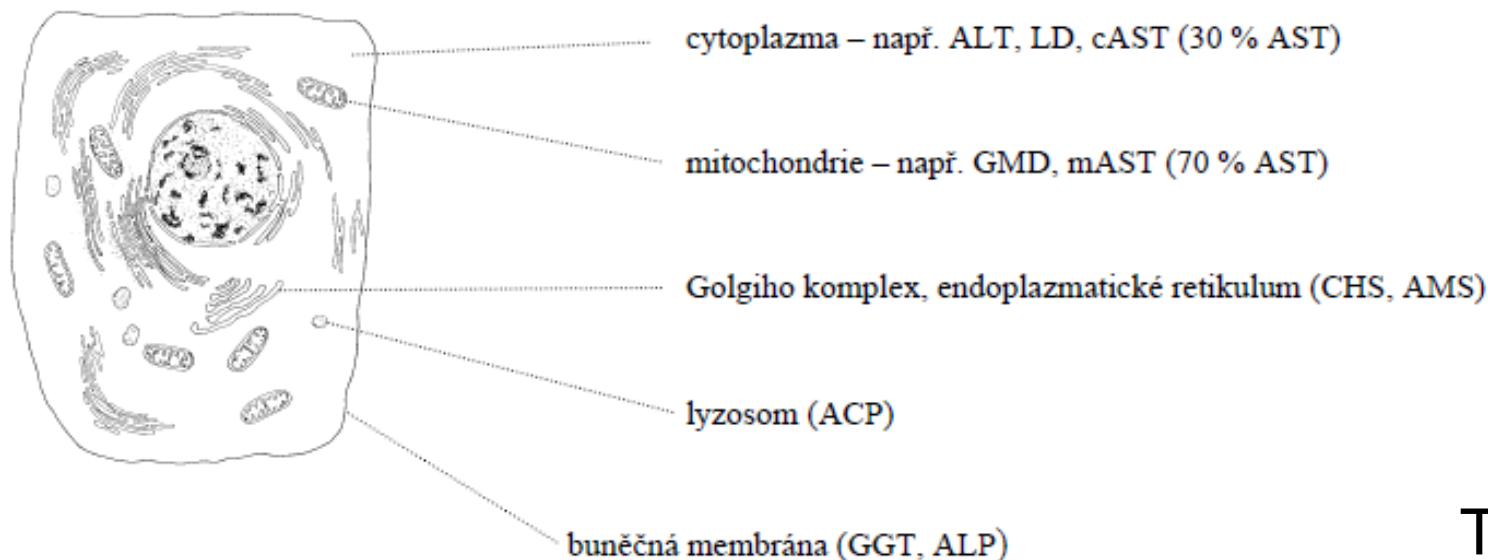 cytoplazma – např. ALT, LD, cAST (30 % AST)
mitochondrie – např. GMD, mAST (70 % AST)
Golgiho komplex, endoplazmatické retikulum (CHS, AMS)
lyzosom (ACP)
buněčná membrána (GGT, ALP)
T